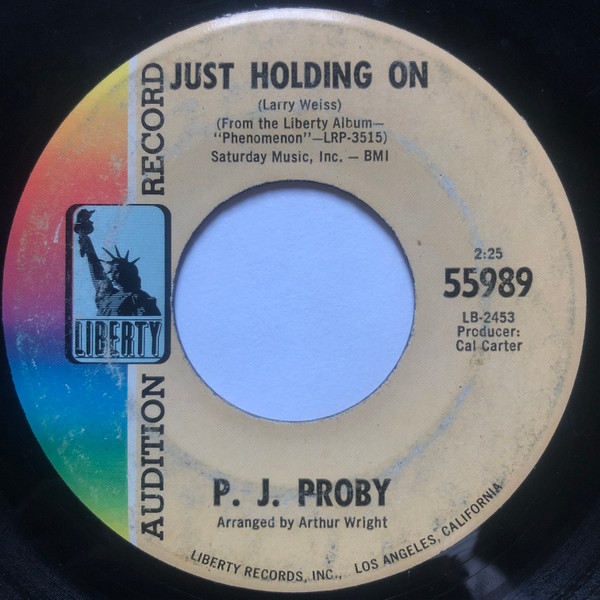 JUST HOLDING ON
(Larry Weiss)
(From the Liberty Album—
"Phenomenon"—LRP-3515)
Saturday Music, Inc. — BMI
AUDITION RECORD
LIBERTY
2:25
55989
LB-2453
Producer:
Cal Carter
P. J. PROBY
Arranged by Arthur Wright
LIBERTY RECORDS, INC., LOS ANGELES, CALIFORNIA